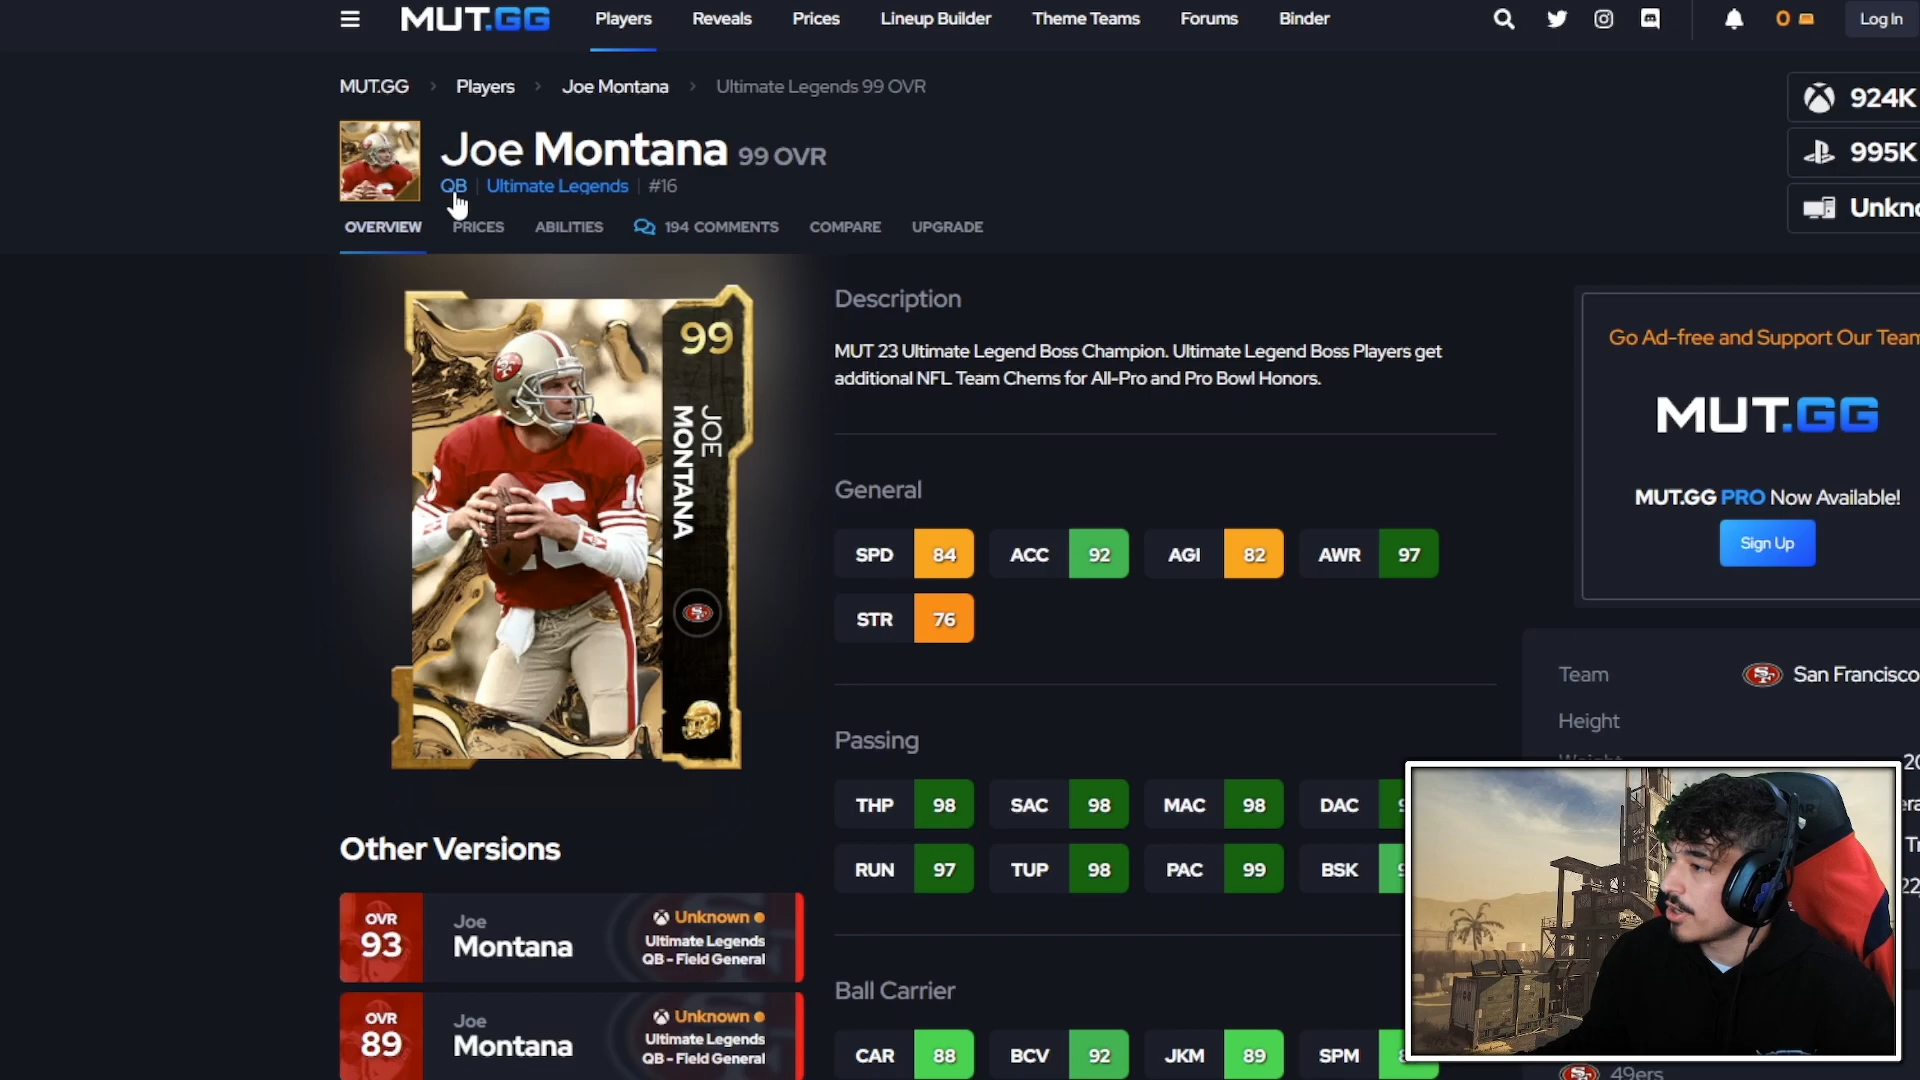 MUT.GG Players Reveals Prices Lineup Builder Theme Teams Forums Binder 0 Log In
MUT.GG > Players > Joe Montana > Ultimate Legends 99 OVR
924K
995K
Joe Montana 99 OVR
QB | Ultimate Legends | #16
OVERVIEW PRICES ABILITIES 194 COMMENTS COMPARE UPGRADE
99
JOE
MONTANA
Description
MUT 23 Ultimate Legend Boss Champion. Ultimate Legend Boss Players get
additional NFL Team Chems for All-Pro and Pro Bowl Honors.
General
SPD 84 ACC 92 AGI 82 AWR 97
STR 76
Passing
THP 98 SAC 98 MAC 98 DAC
RUN 97 TUP 98 PAC 99 BSK
Ball Carrier
CAR 88 BCV 92 JKM 89 SPM
Other Versions
OVR
93
Joe
Montana
Unknown
Ultimate Legends
QB - Field General
OVR
89
Joe
Montana
Unknown
Ultimate Legends
QB - Field General
Go Ad-free and Support Our Team
MUT.GG
MUT.GG PRO Now Available!
Sign Up
Team San Francisco
Height
49ers